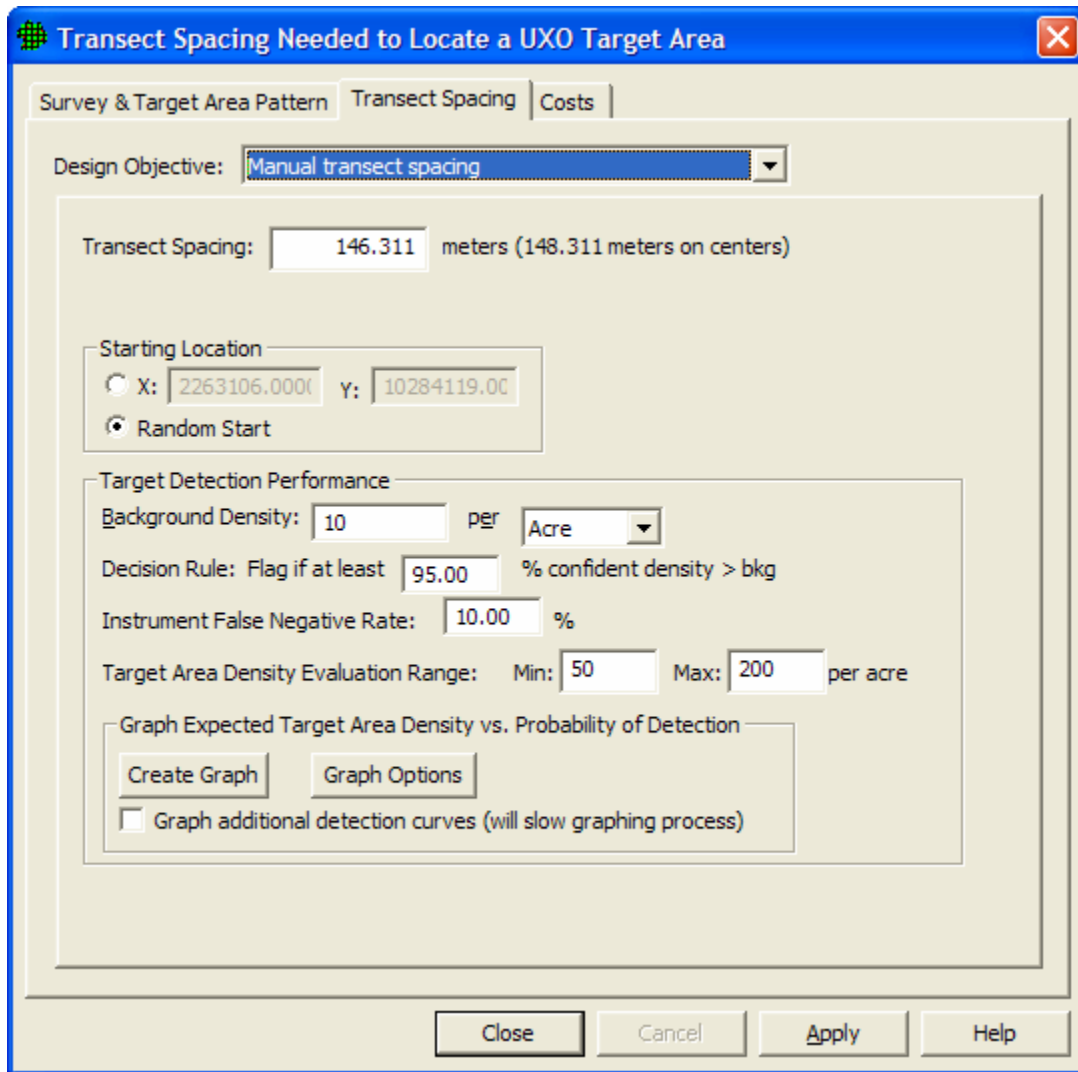 Transect Spacing Needed to Locate a UXO Target Area
Survey & Target Area Pattern Transect Spacing Costs
Design Objective: Manual transect spacing
Transect Spacing: 146.311 meters (148.311 meters on centers)
Starting Location
X: 2263106.000( Y: 10284119.00
Random Start
Target Detection Performance
Background Density: 10 per Acre
Decision Rule: Flag if at least 95.00 % confident density > bkg
Instrument False Negative Rate: 10.00 %
Target Area Density Evaluation Range: Min: 50 Max: 200 per acre
Graph Expected Target Area Density vs. Probability of Detection
Create Graph Graph Options
Graph additional detection curves (will slow graphing process)
Close Cancel Apply Help